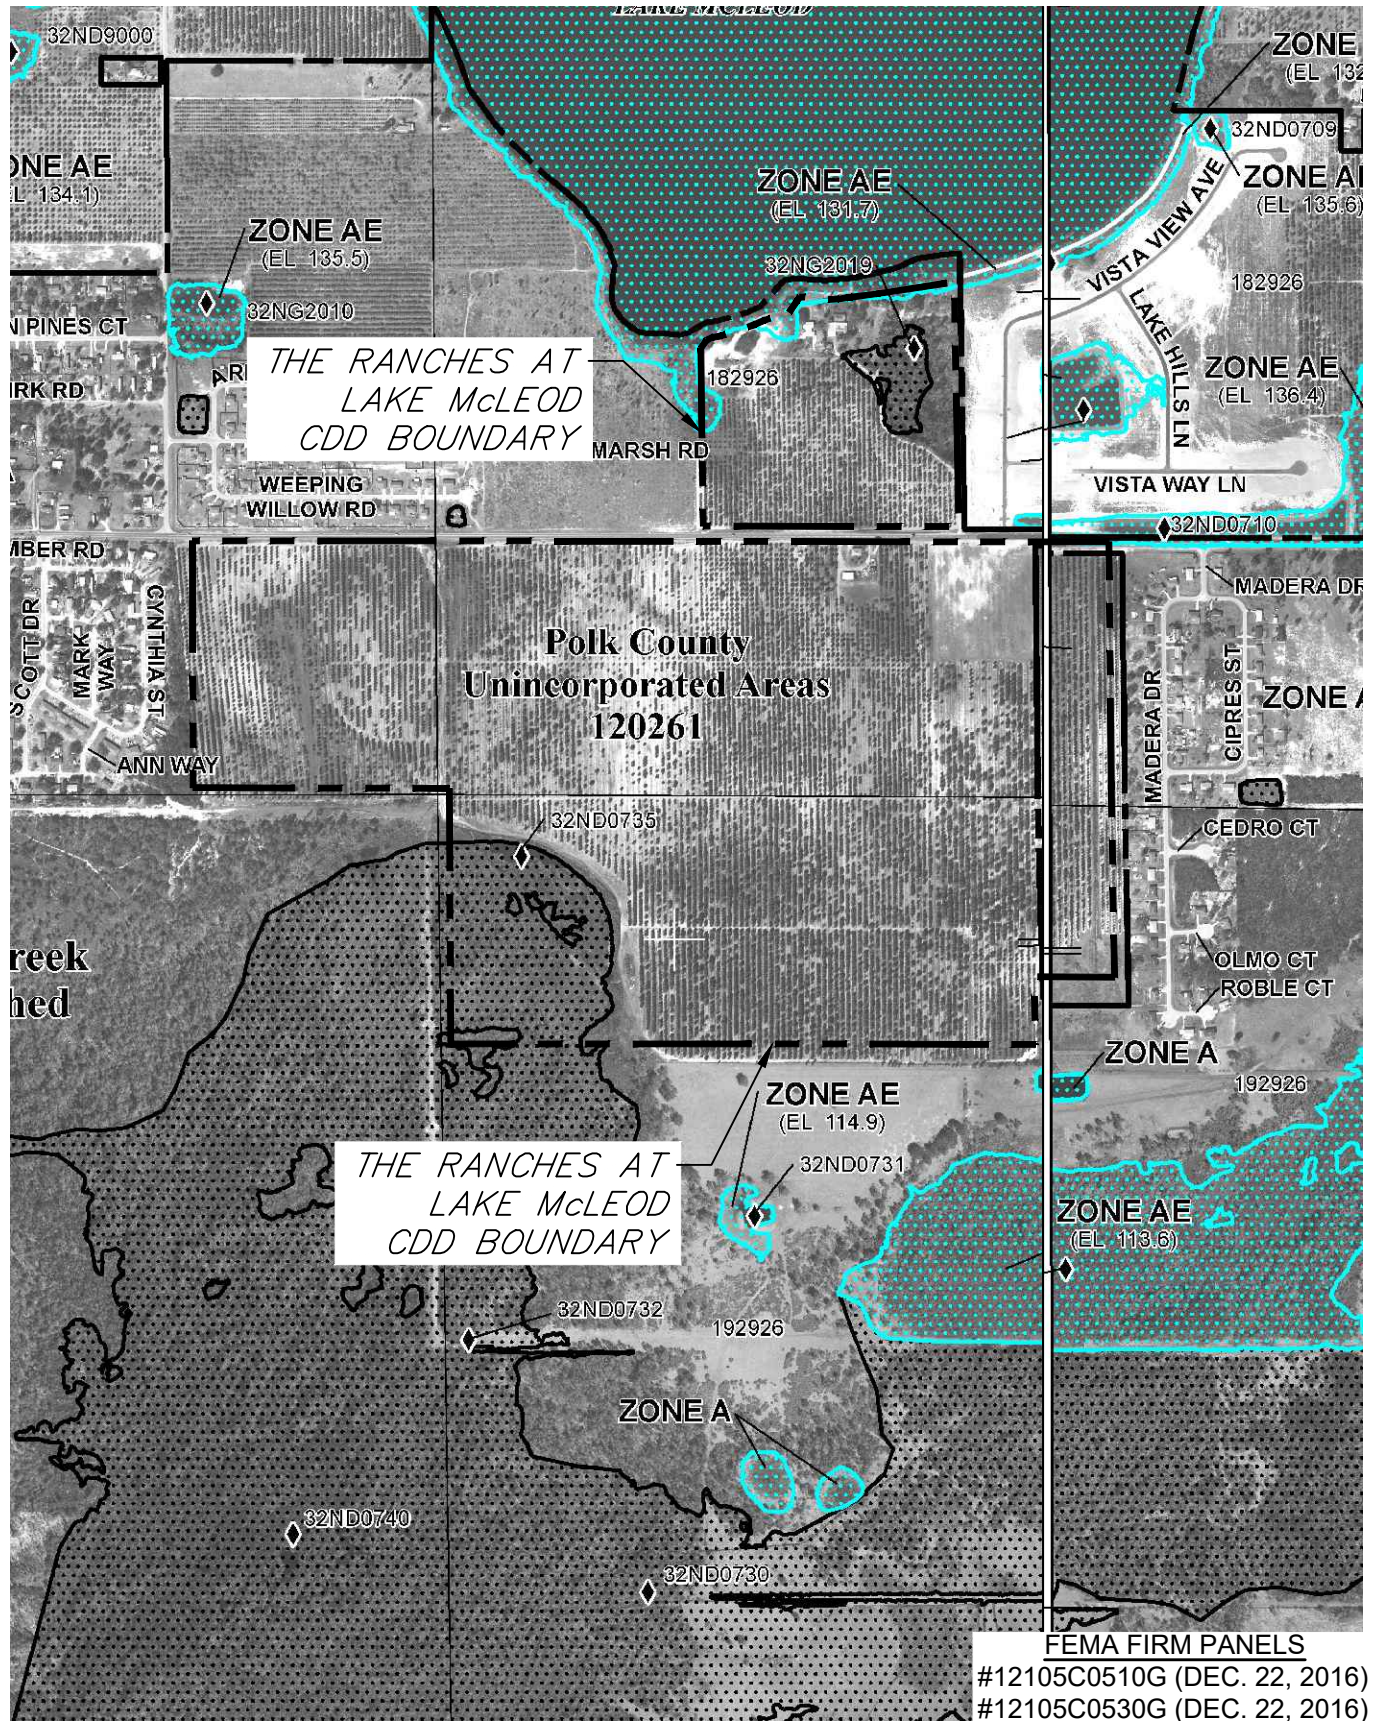 LAKE MCLEOD
32ND9000
ZONE
(EL 132
32ND0709
ONE AE
EL 134.1)
ZONE AE
(EL 131.7)
ZONE AE
(EL 135.6)
VISTA VIEW AVE
ZONE AE
(EL 135.5)
32NG2019
182926
32NG2010
N PINES CT
LAKE HILLS LN
THE RANCHES AT
LAKE McLEOD
CDD BOUNDARY
182926
ZONE AE
(EL 136.4)
IRK RD
MARSH RD
WEEPING
WILLOW RD
VISTA WAY LN
32ND0710
MBER RD
MADERA DR
SCOTT DR
MARK
WAY
CYNTHIA ST
Polk County
Unincorporated Areas
120261
MADERA DR
CIPRES ST
ZONE A
ANN WAY
32ND0735
CEDRO CT
reek
hed
OLMO CT
ROBLE CT
ZONE A
192926
ZONE AE
(EL 114.9)
THE RANCHES AT
LAKE McLEOD
CDD BOUNDARY
32ND0731
ZONE AE
(EL 113.6)
32ND0732
192926
ZONE A
32ND0740
32ND0730
FEMA FIRM PANELS
#12105C0510G (DEC. 22, 2016)
#12105C0530G (DEC. 22, 2016)